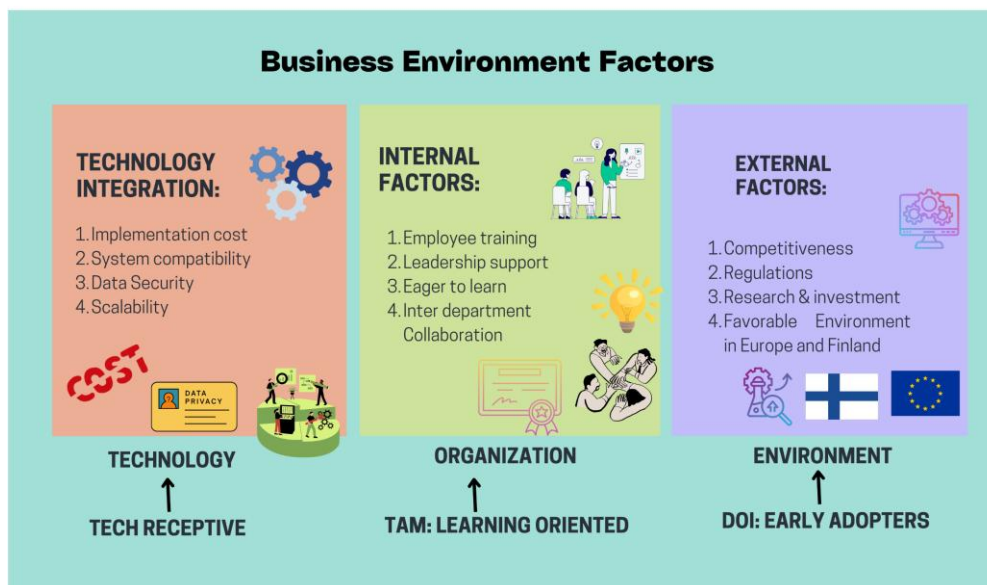 Business Environment Factors
TECHNOLOGY
INTEGRATION:
1. Implementation cost
2. System compatibility
3. Data Security
4. Scalability
COST
DATA
PRIVACY
INTERNAL
FACTORS:
1. Employee training
2. Leadership support
3. Eager to learn
4. Inter department
Collaboration
EXTERNAL
FACTORS:
1. Competitiveness
2. Regulations
3. Research & investment
4. Favorable Environment
in Europe and Finland
TECHNOLOGY
ORGANIZATION
ENVIRONMENT
TECH RECEPTIVE
TAM: LEARNING ORIENTED
DOI: EARLY ADOPTERS